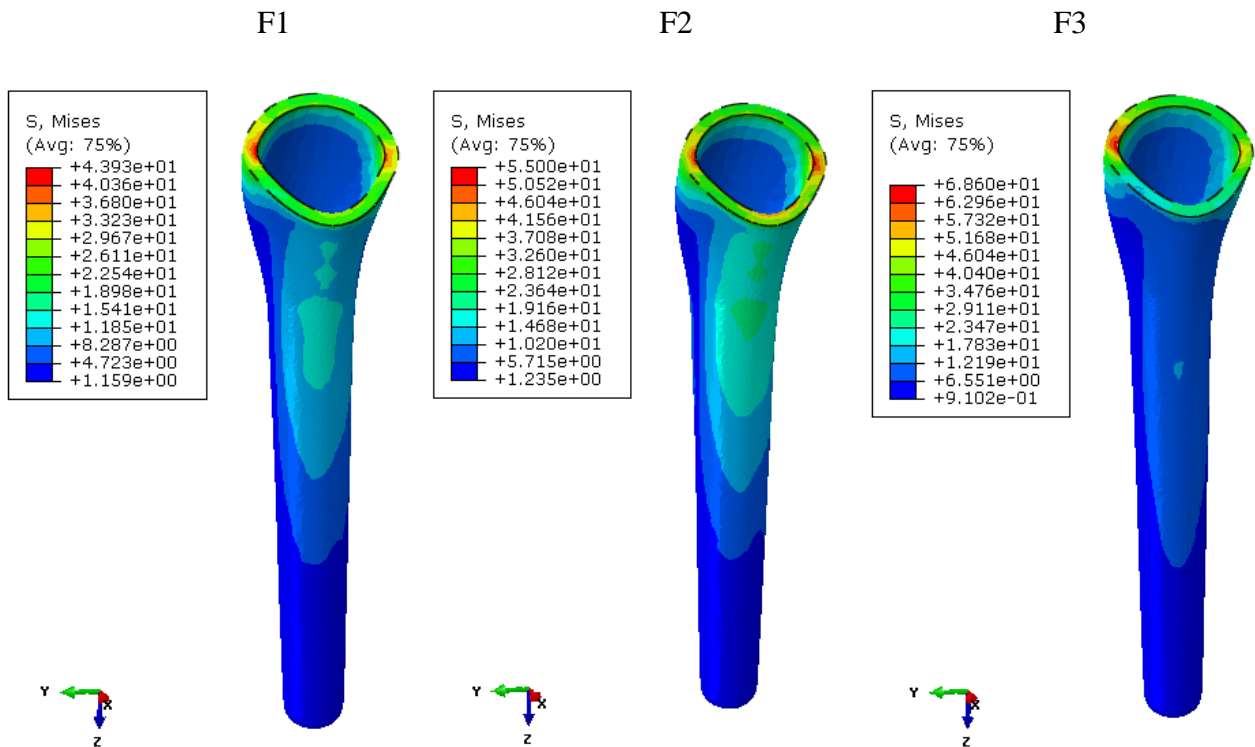 F1
F2
F3
S, Mises
(Avg: 75%)
+4.393e+01
+4.036e+01
+3.680e+01
+3.323e+01
+2.967e+01
+2.611e+01
+2.254e+01
+1.898e+01
+1.541e+01
+1.185e+01
+8.287e+00
+4.723e+00
+1.159e+00
S, Mises
(Avg: 75%)
+5.500e+01
+5.052e+01
+4.604e+01
+4.156e+01
+3.708e+01
+3.260e+01
+2.812e+01
+2.364e+01
+1.916e+01
+1.468e+01
+1.020e+01
+5.715e+00
+1.235e+00
S, Mises
(Avg: 75%)
+6.860e+01
+6.296e+01
+5.732e+01
+5.168e+01
+4.604e+01
+4.040e+01
+3.476e+01
+2.911e+01
+2.347e+01
+1.783e+01
+1.219e+01
+6.551e+00
+9.102e-01
Y
X
Z
Y
X
Z
Y
X
Z